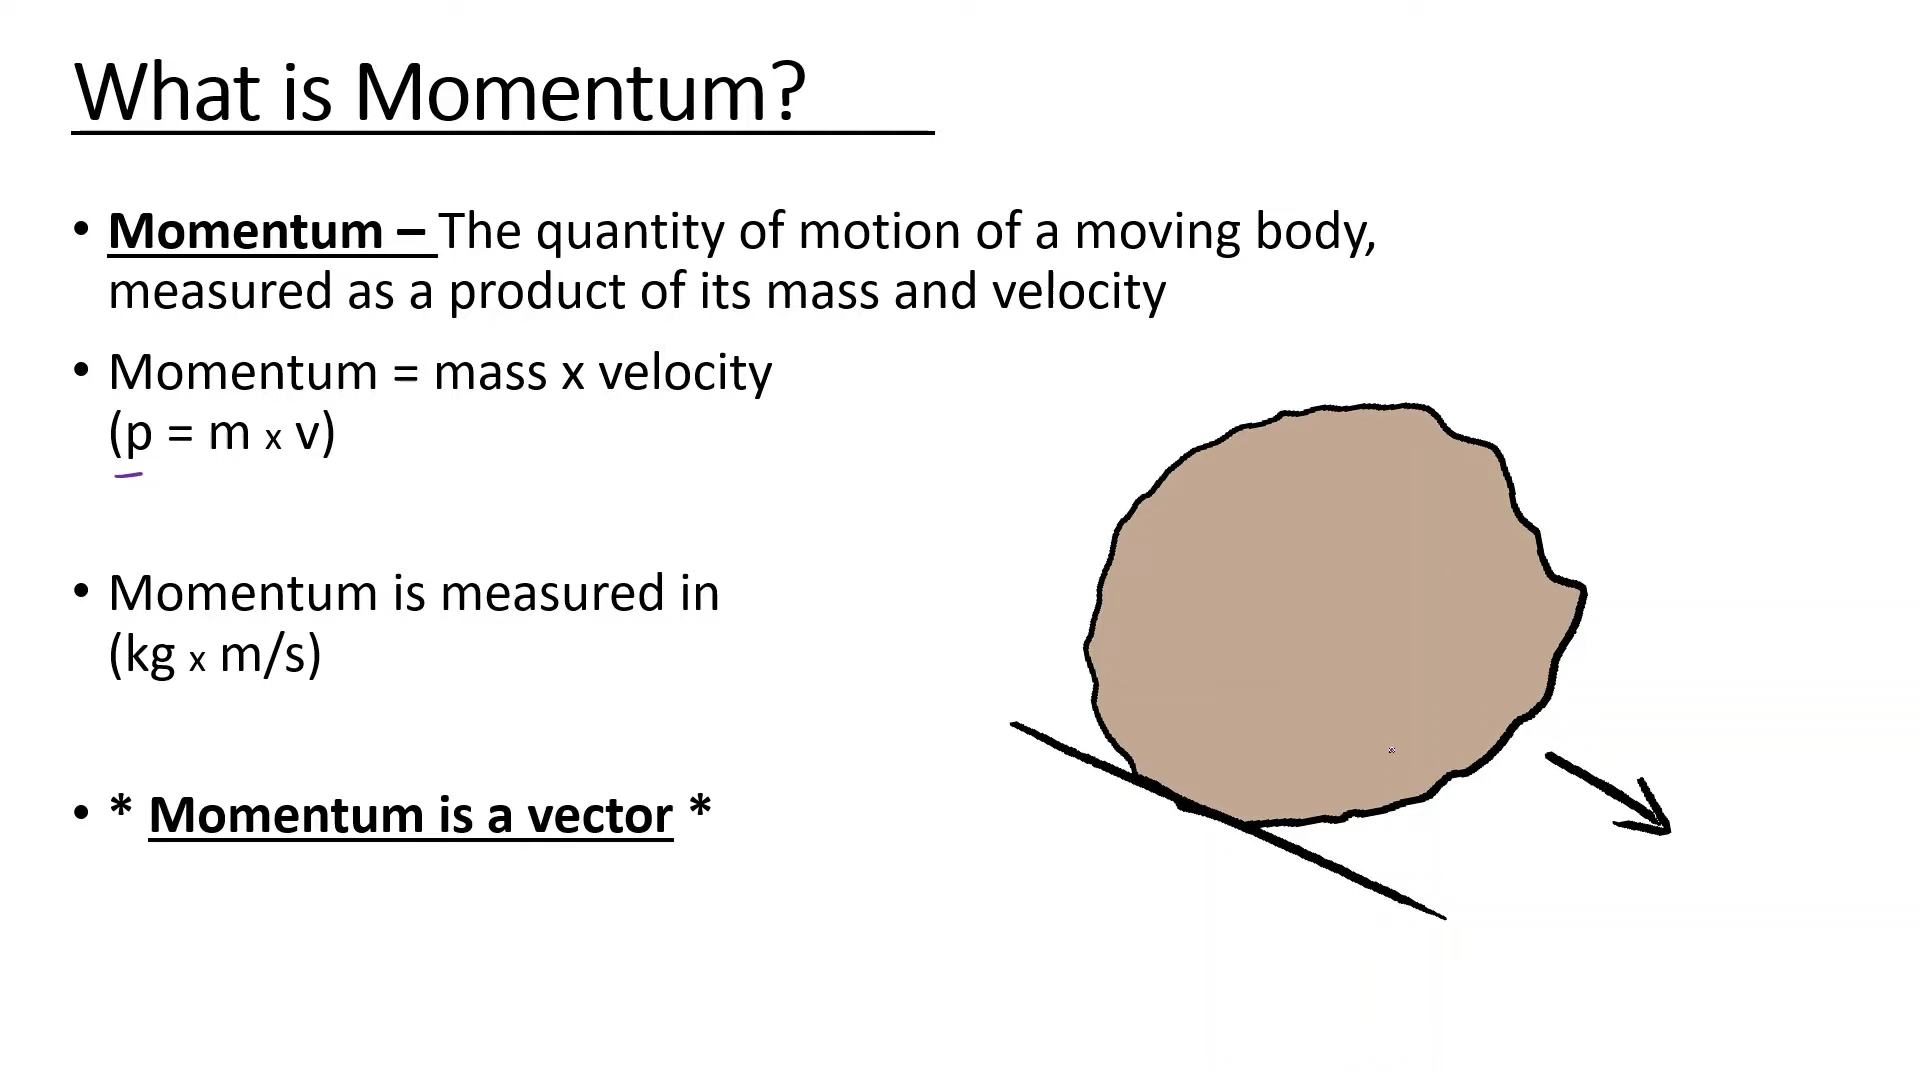 What is Momentum?
• Momentum – The quantity of motion of a moving body,
measured as a product of its mass and velocity
• Momentum = mass x velocity
(p = m x v)
• Momentum is measured in
(kg x m/s)
• * Momentum is a vector *